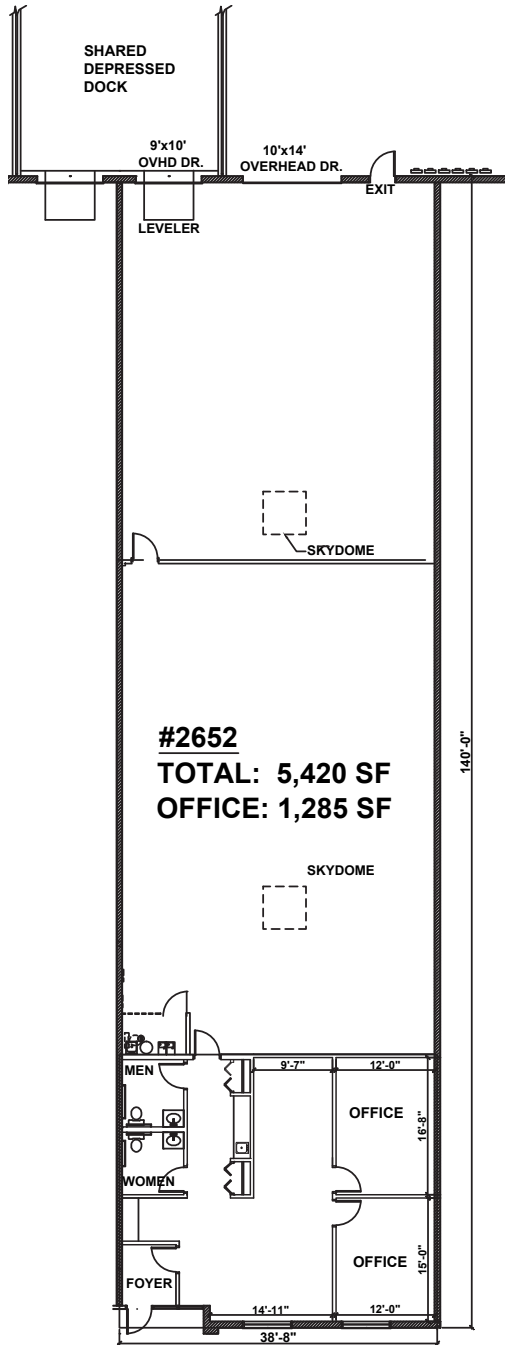 SHARED
DEPRESSED
DOCK
9'x10'
OVHD DR.
10'x14'
OVERHEAD DR.
EXIT
LEVELER
SKYDOME
#2652
TOTAL: 5,420 SF
OFFICE: 1,285 SF
140'-0"
SKYDOME
9'-7"
12'-0"
MEN
OFFICE
16'-8"
WOMEN
OFFICE
15'-0"
FOYER
14'-11"
12'-0"
38'-8"